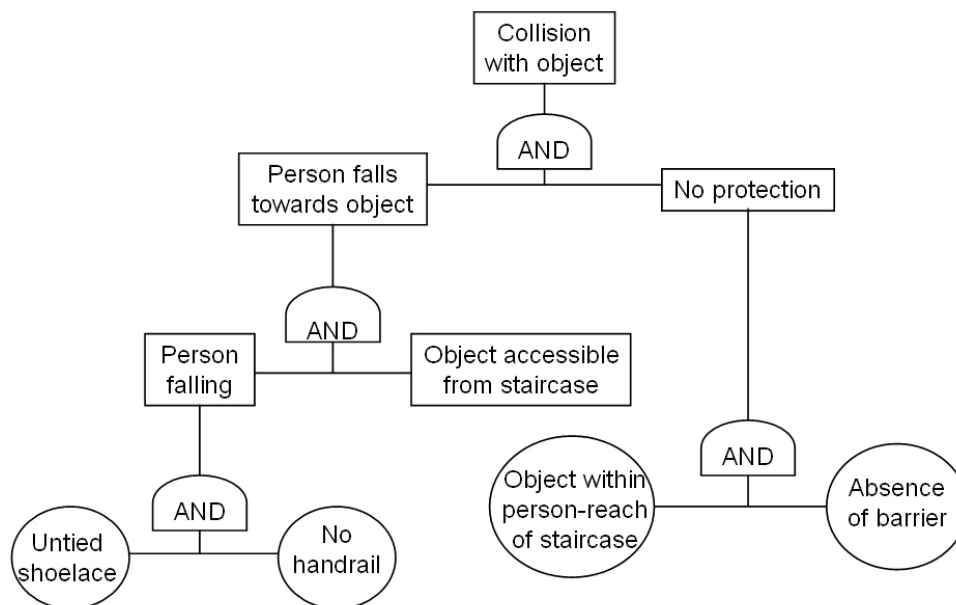 Collision
with object
AND
Person falls
towards object
No protection
AND
Person
falling
Object accessible
from staircase
AND
AND
Object within
person-reach
of staircase
Absence
of barrier
Untied
shoelace
No
handrail